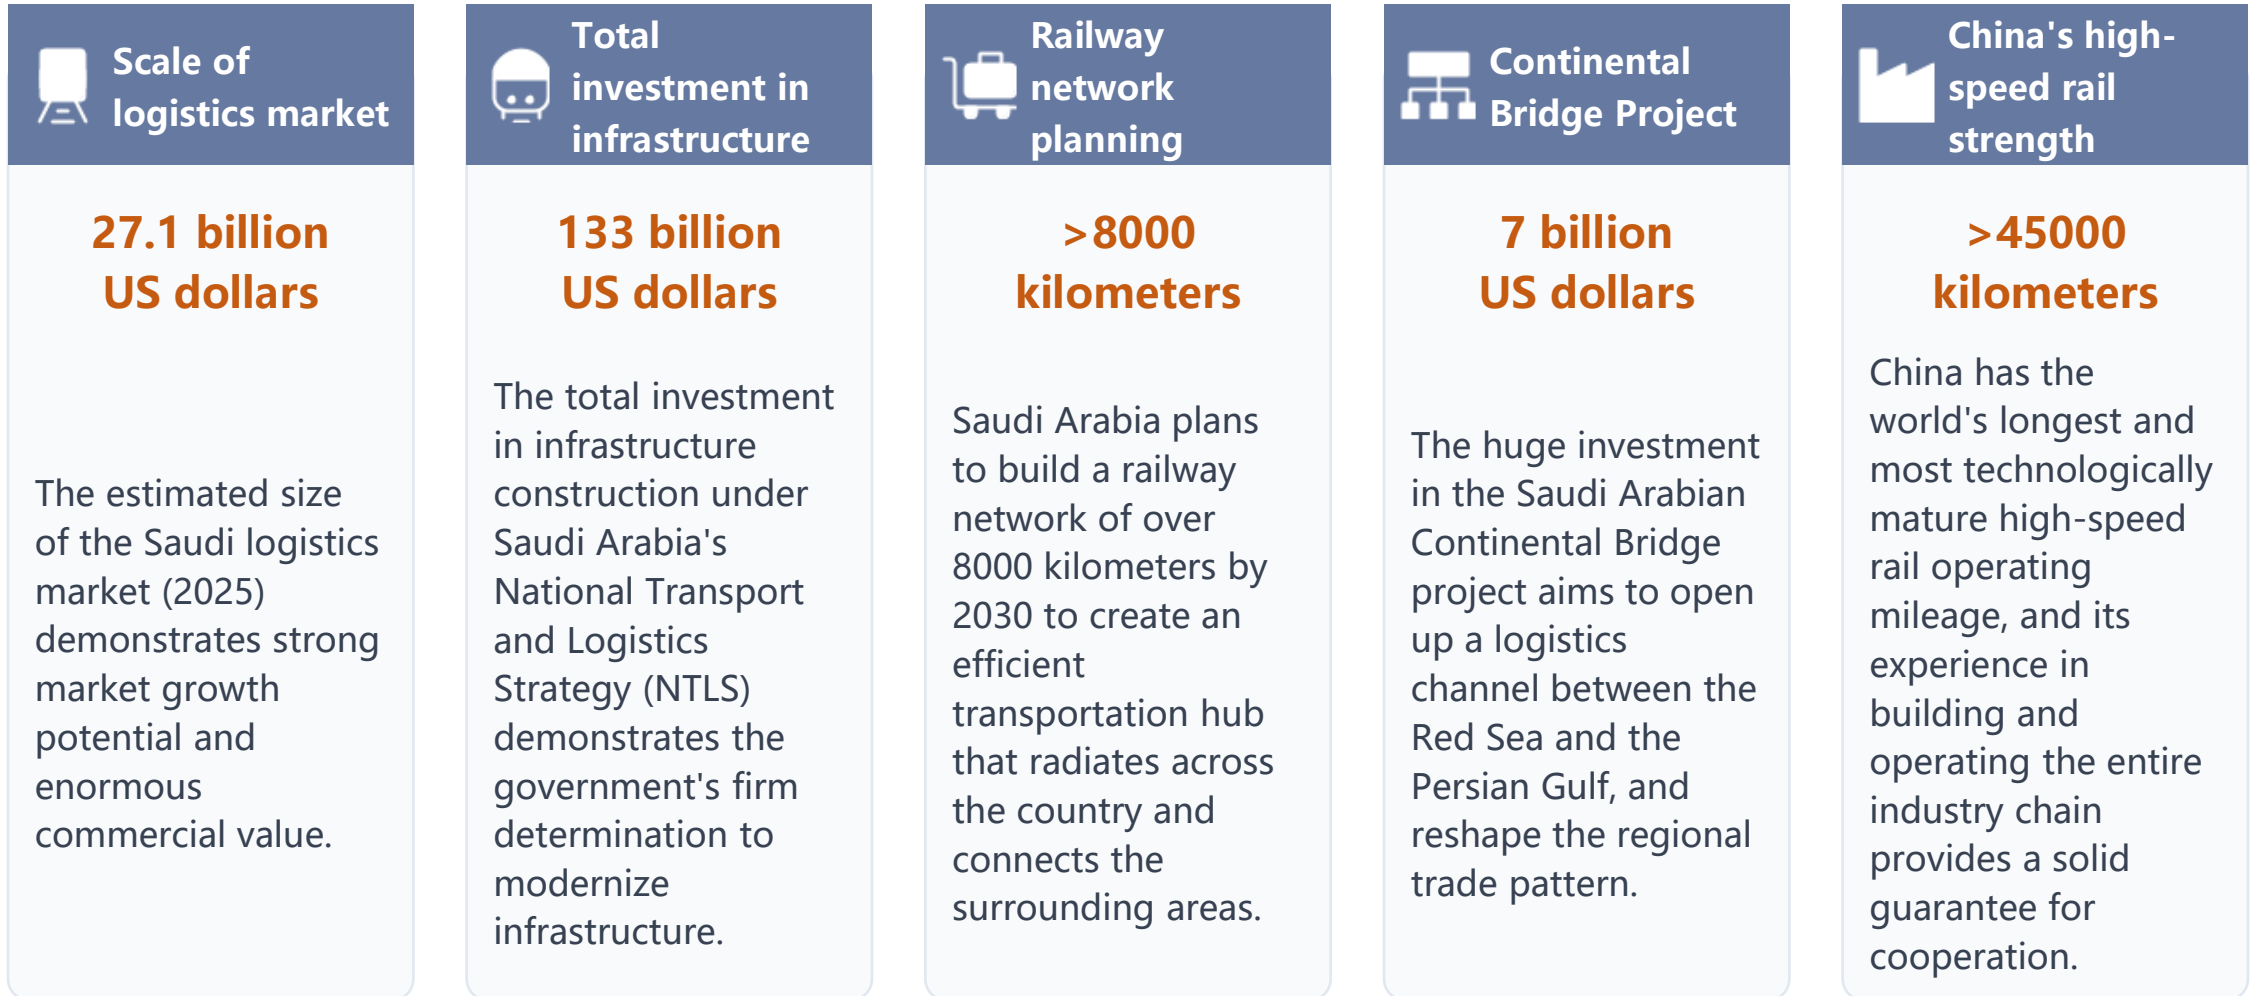 Scale of
logistics market
27.1 billion
US dollars
The estimated size
of the Saudi logistics
market (2025)
demonstrates strong
market growth
potential and
enormous
commercial value.
Total
investment in
infrastructure
133 billion
US dollars
The total investment
in infrastructure
construction under
Saudi Arabia's
National Transport
and Logistics
Strategy (NTLS)
demonstrates the
government's firm
determination to
modernize
infrastructure.
Railway
network
planning
>8000
kilometers
Saudi Arabia plans
to build a railway
network of over
8000 kilometers by
2030 to create an
efficient
transportation hub
that radiates across
the country and
connects the
surrounding areas.
Continental
Bridge Project
7 billion
US dollars
The huge investment
in the Saudi Arabian
Continental Bridge
project aims to open
up a logistics
channel between the
Red Sea and the
Persian Gulf, and
reshape the regional
trade pattern.
China's high-
speed rail
strength
>45000
kilometers
China has the
world's longest and
most technologically
mature high-speed
rail operating
mileage, and its
experience in
building and
operating the entire
industry chain
provides a solid
guarantee for
cooperation.